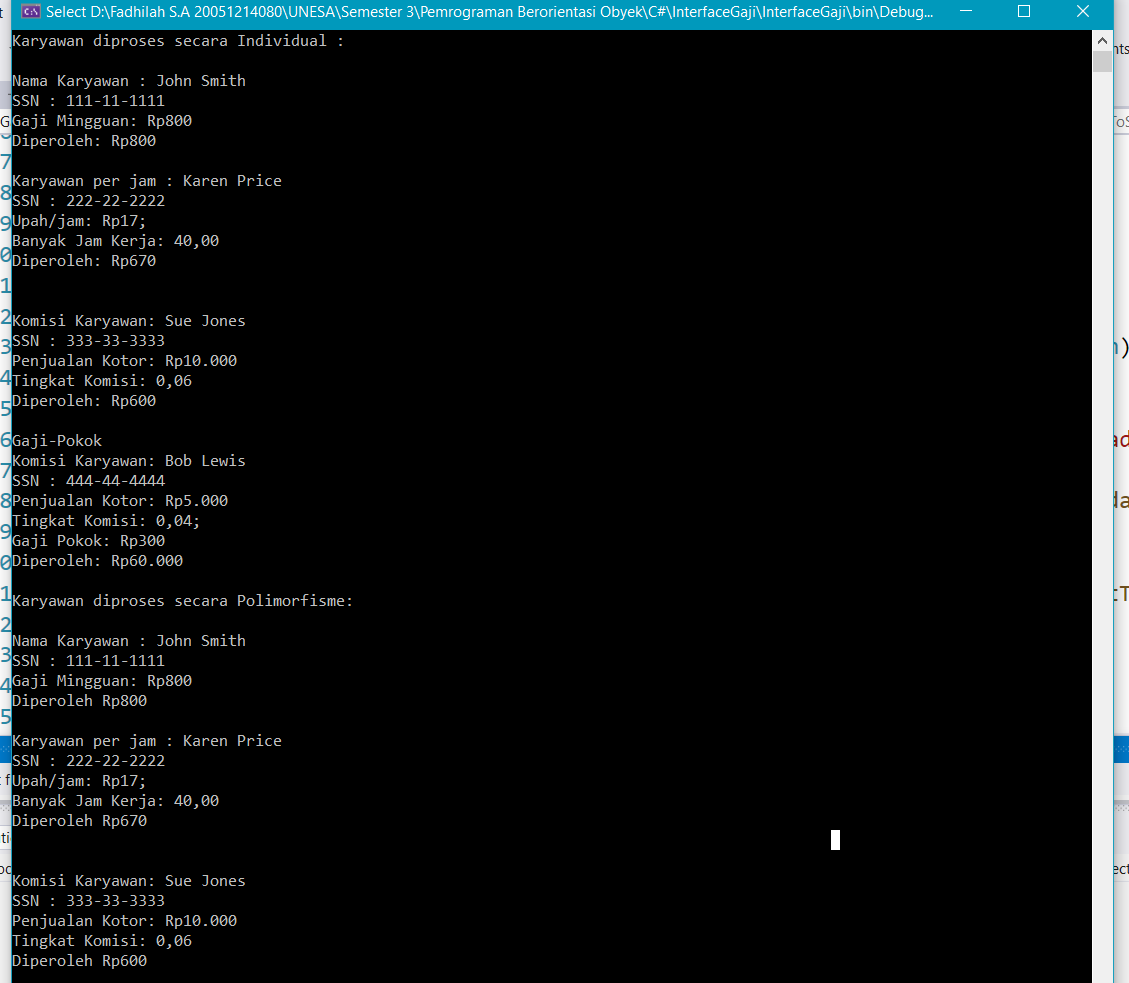 Select D:\Fadhilah S.A 20051214080\UNESA\Semester 3\Pemrograman Berorientasi Obyek\C#\InterfaceGaji\InterfaceGaji\bin\Debug...
Karyawan diproses secara Individual :
Nama Karyawan : John Smith
SSN : 111-11-1111
Gaji Mingguan: Rp800
Diperoleh: Rp800
Karyawan per jam : Karen Price
SSN : 222-22-2222
Upah/jam: Rp17;
Banyak Jam Kerja: 40,00
Diperoleh: Rp670
Komisi Karyawan: Sue Jones
SSN : 333-33-3333
Penjualan Kotor: Rp10.000
Tingkat Komisi: 0,06
Diperoleh: Rp600
Gaji-Pokok
Komisi Karyawan: Bob Lewis
SSN : 444-44-4444
Penjualan Kotor: Rp5.000
Tingkat Komisi: 0,04;
Gaji Pokok: Rp300
Diperoleh: Rp60.000
Karyawan diproses secara Polimorfisme:
Nama Karyawan : John Smith
SSN : 111-11-1111
Gaji Mingguan: Rp800
Diperoleh Rp800
Karyawan per jam : Karen Price
SSN : 222-22-2222
Upah/jam: Rp17;
Banyak Jam Kerja: 40,00
Diperoleh Rp670
Komisi Karyawan: Sue Jones
SSN : 333-33-3333
Penjualan Kotor: Rp10.000
Tingkat Komisi: 0,06
Diperoleh Rp600